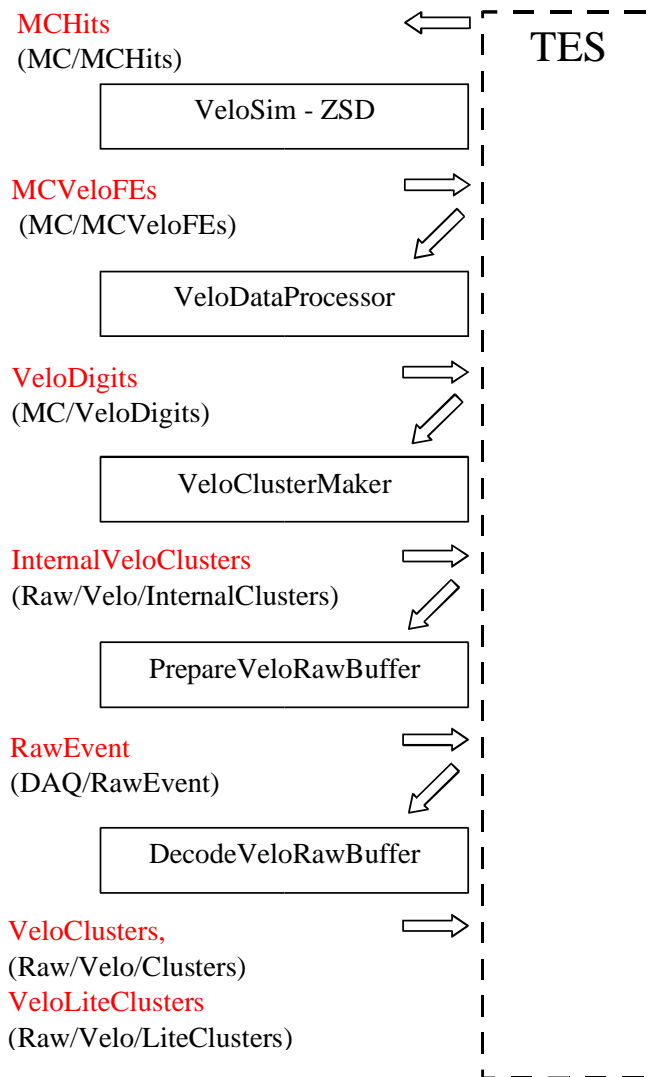 MCHits
(MC/MCHits)
TES
VeloSim - ZSD
MCVeloFEs
(MC/MCVeloFEs)
VeloDataProcessor
VeloDigits
(MC/VeloDigits)
VeloClusterMaker
InternalVeloClusters
(Raw/Velo/InternalClusters)
PrepareVeloRawBuffer
RawEvent
(DAQ/RawEvent)
DecodeVeloRawBuffer
VeloClusters,
(Raw/Velo/Clusters)
VeloLiteClusters
(Raw/Velo/LiteClusters)